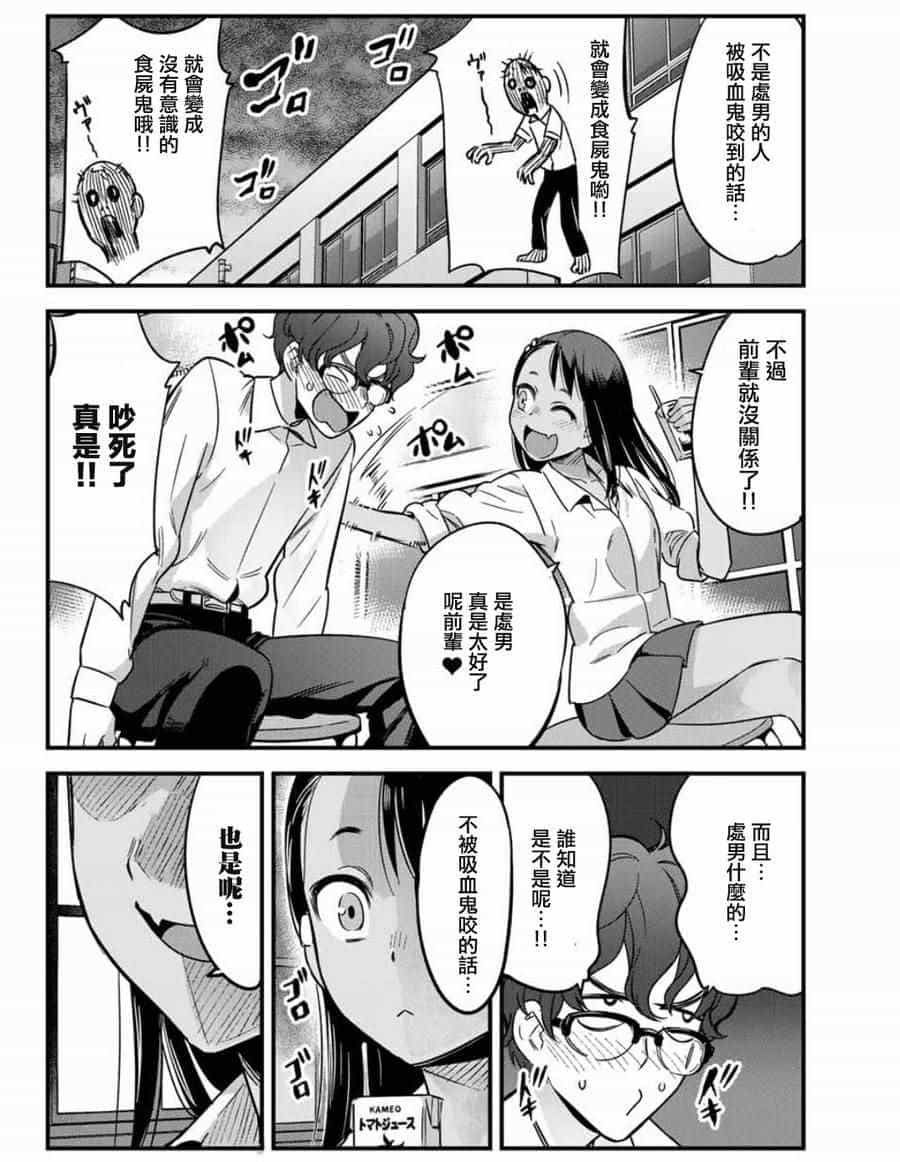 不是處男的人
被吸血鬼咬到的話…
就會變成食屍鬼喲!!
ヴァー
ゴロ
ゴロ
就會變成
沒有意識的
食屍鬼哦!!
ヴァー
不過
前輩就沒關係了!!
ポム
ポム
ポム
ポム
ドキ
吵死了
真是!!
是處男
真是太好了
呢前輩♥
而且…
處男什麼的…
誰知道
是不是呢…!!
ドキ
ドキ
不被吸血鬼咬的話…
ゴロ
ゴロ
KAMEO
トマトジュース
也是呢…